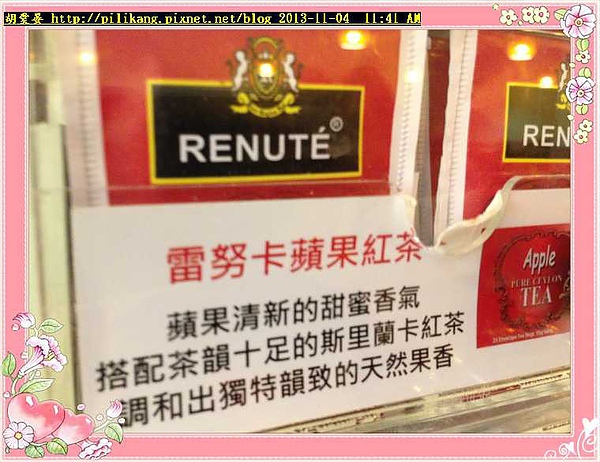 胡蒙麥 http://pilikang.pixnet.net/blog 2013-11-04 11:41 AM
RENUTÉ®
RENU
雷努卡蘋果紅茶
蘋果清新的甜蜜香氣
搭配茶韻十足的斯里蘭卡紅茶
調和出獨特韻致的天然果香
Apple
PURE CEYLON
TEA